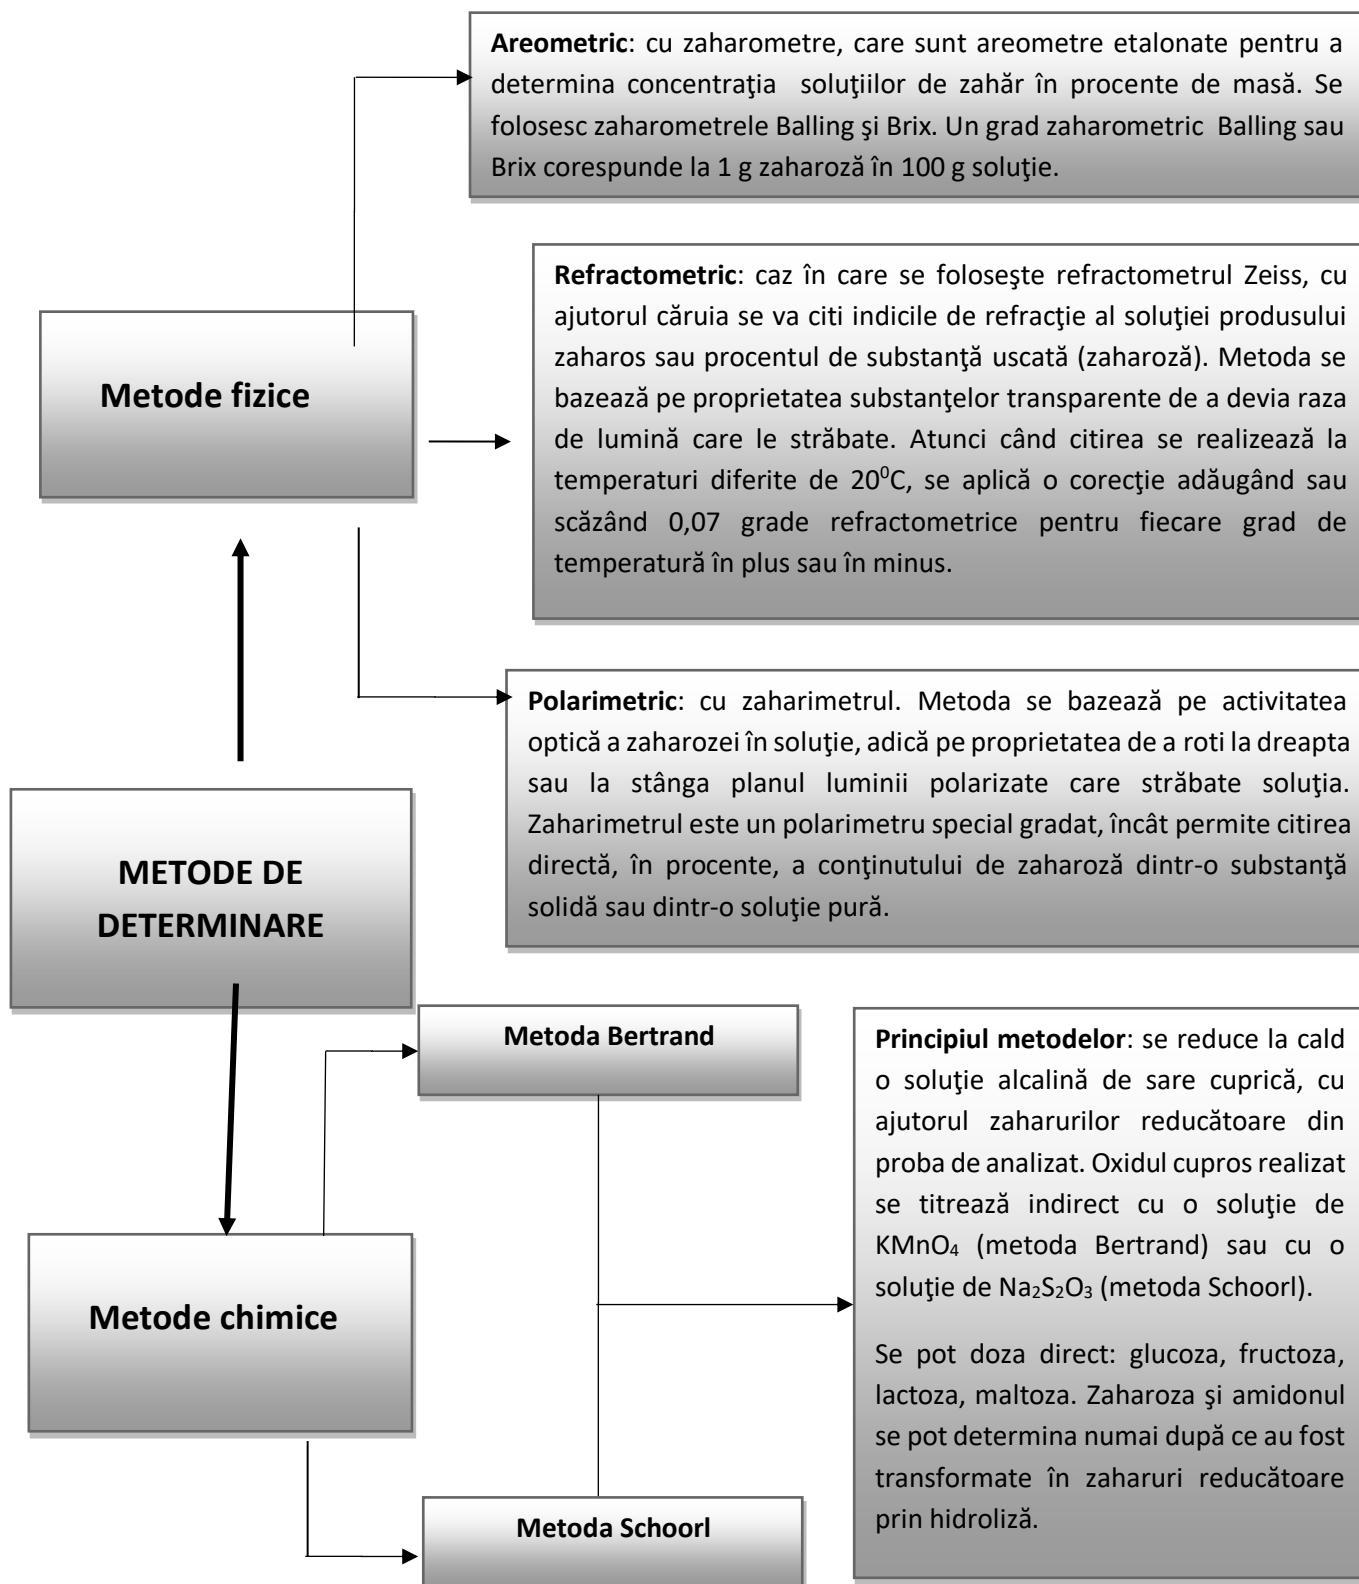 Areometric: cu zaharometre, care sunt areometre etalonate pentru a
determina concentraţia soluţiilor de zahăr în procente de masă. Se
folosesc zaharometrele Balling şi Brix. Un grad zaharometric Balling sau
Brix corespunde la 1 g zaharoză în 100 g soluţie.
Metode fizice
Refractometric: caz în care se foloseşte refractometrul Zeiss, cu
ajutorul căruia se va citi indicile de refracţie al soluţiei produsului
zaharos sau procentul de substanţă uscată (zaharoză). Metoda se
bazează pe proprietatea substanţelor transparente de a devia raza
de lumină care le străbate. Atunci când citirea se realizează la
temperaturi diferite de 20⁰C, se aplică o corecţie adăugând sau
scăzând 0,07 grade refractometrice pentru fiecare grad de
temperatură în plus sau în minus.
Polarimetric: cu zaharimetrul. Metoda se bazează pe activitatea
optică a zaharozei în soluţie, adică pe proprietatea de a roti la dreapta
sau la stânga planul luminii polarizate care străbate soluţia.
Zaharimetrul este un polarimetru special gradat, încât permite citirea
directă, în procente, a conţinutului de zaharoză dintr-o substanţă
solidă sau dintr-o soluţie pură.
METODE DE
DETERMINARE
Metoda Bertrand
Metode chimice
Metoda Schoorl
Principiul metodelor: se reduce la cald
o soluţie alcalină de sare cuprică, cu
ajutorul zaharurilor reducătoare din
proba de analizat. Oxidul cupros realizat
se titrează indirect cu o soluţie de
KMnO₄ (metoda Bertrand) sau cu o
soluţie de Na₂S₂O₃ (metoda Schoorl).
Se pot doza direct: glucoza, fructoza,
lactoza, maltoza. Zaharoza şi amidonul
se pot determina numai după ce au fost
transformate în zaharuri reducătoare
prin hidroliză.